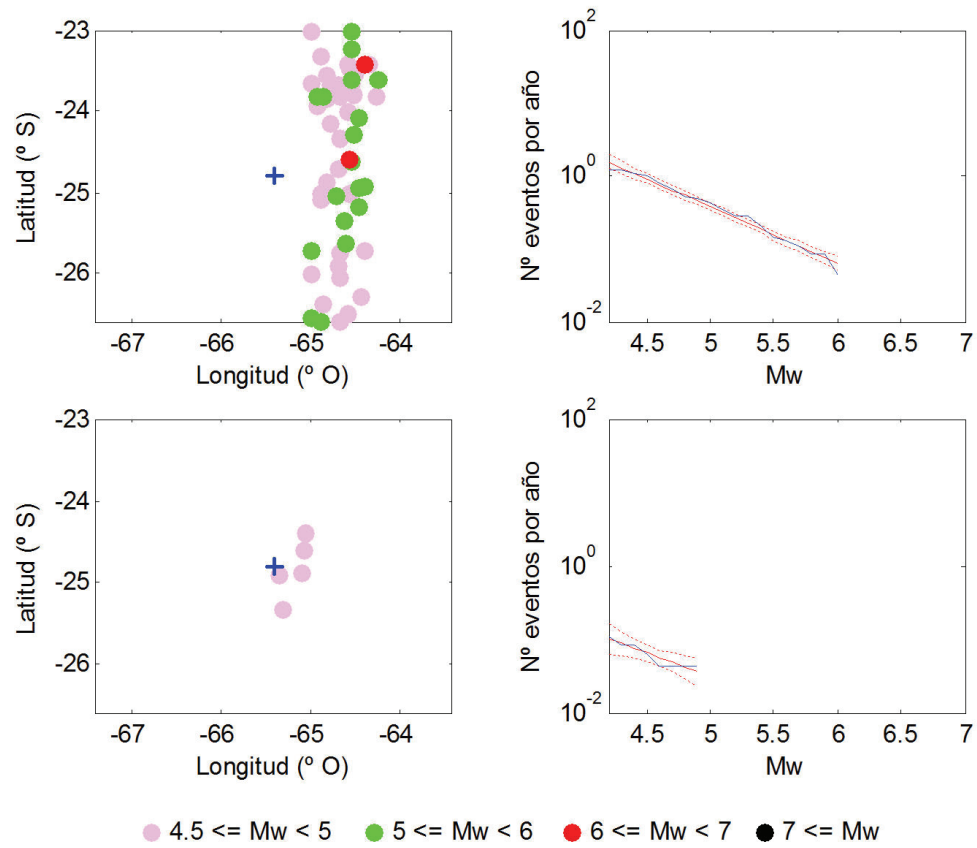 -23
-24
-25
-26
Latitud (º S)
-67
-66
-65
-64
Longitud (º O)
10^2
10^0
10^-2
Nº eventos por año
4.5
5
5.5
6
6.5
7
Mw
-23
-24
-25
-26
Latitud (º S)
-67
-66
-65
-64
Longitud (º O)
10^2
10^0
10^-2
Nº eventos por año
4.5
5
5.5
6
6.5
7
Mw
4.5 <= Mw < 5
5 <= Mw < 6
6 <= Mw < 7
7 <= Mw